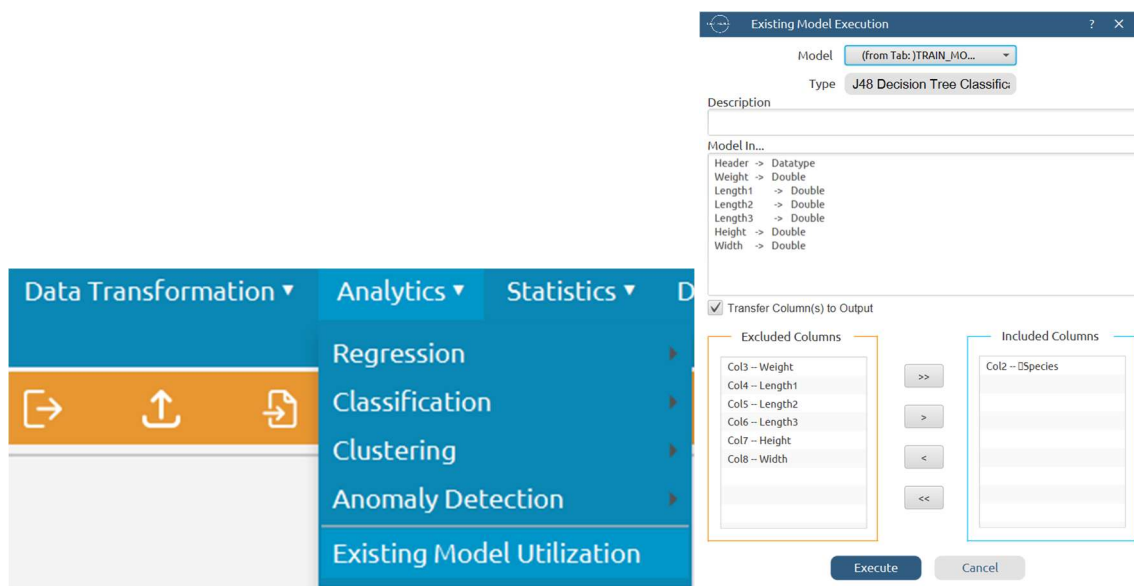 Data Transformation ▾ Analytics ▾ Statistics ▾ D
Regression
Classification
Clustering
Anomaly Detection
Existing Model Utilization
Existing Model Execution ? ✕
Model (from Tab: )TRAIN_MO...
Type J48 Decision Tree Classific
Description
Model In...
Header -> Datatype
Weight -> Double
Length1 -> Double
Length2 -> Double
Length3 -> Double
Height -> Double
Width -> Double
Transfer Column(s) to Output
Excluded Columns
Col3 -- Weight
Col4 -- Length1
Col5 -- Length2
Col6 -- Length3
Col7 -- Height
Col8 -- Width
>>
>
<
<<
Included Columns
Col2 -- ▯Species
Execute Cancel